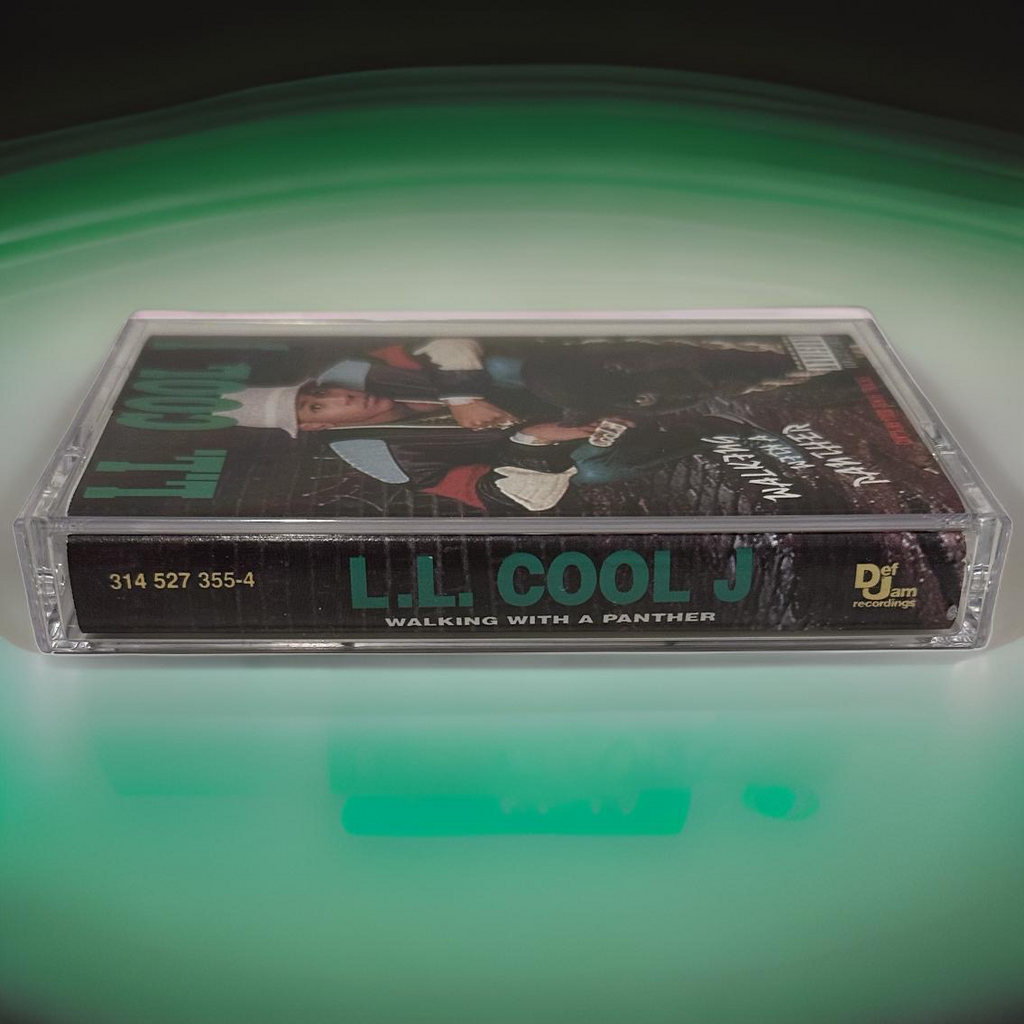 L.L. COOL J
WALKING
WITH A
PANTHER
314 527 355-4
L.L. COOL J
WALKING WITH A PANTHER
Def
Jam
recordings